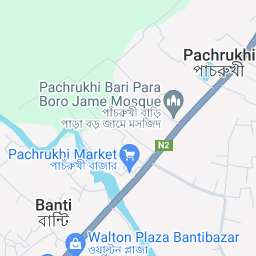 Pachrukhi
পাচরুখী
Pachrukhi Bari Para
Boro Jame Mosque
পাঁচরুখী বাড়ি
পাড়া বড় জামে মসজিদ
N2
Pachrukhi Market
পাচরুখী বাজার
Banti
বান্টি
Walton Plaza Bantibazar
ওয়াল্টন প্লাজা